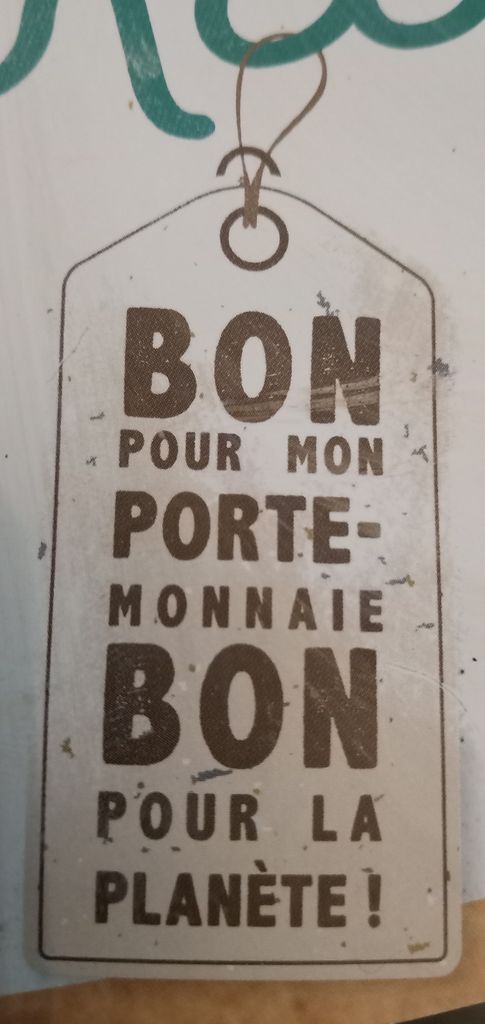 BON
POUR MON
PORTE-
MONNAIE
BON
POUR LA
PLANÈTE !